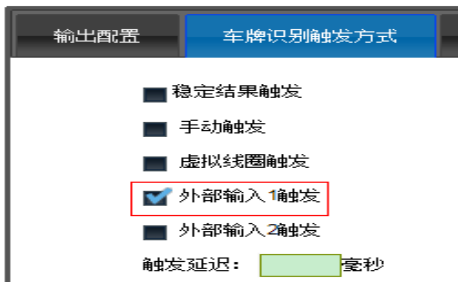 输出配置 车牌识别触发方式
稳定结果触发
手动触发
虚拟线圈触发
外部输入1触发
外部输入2触发
触发延迟： 毫秒